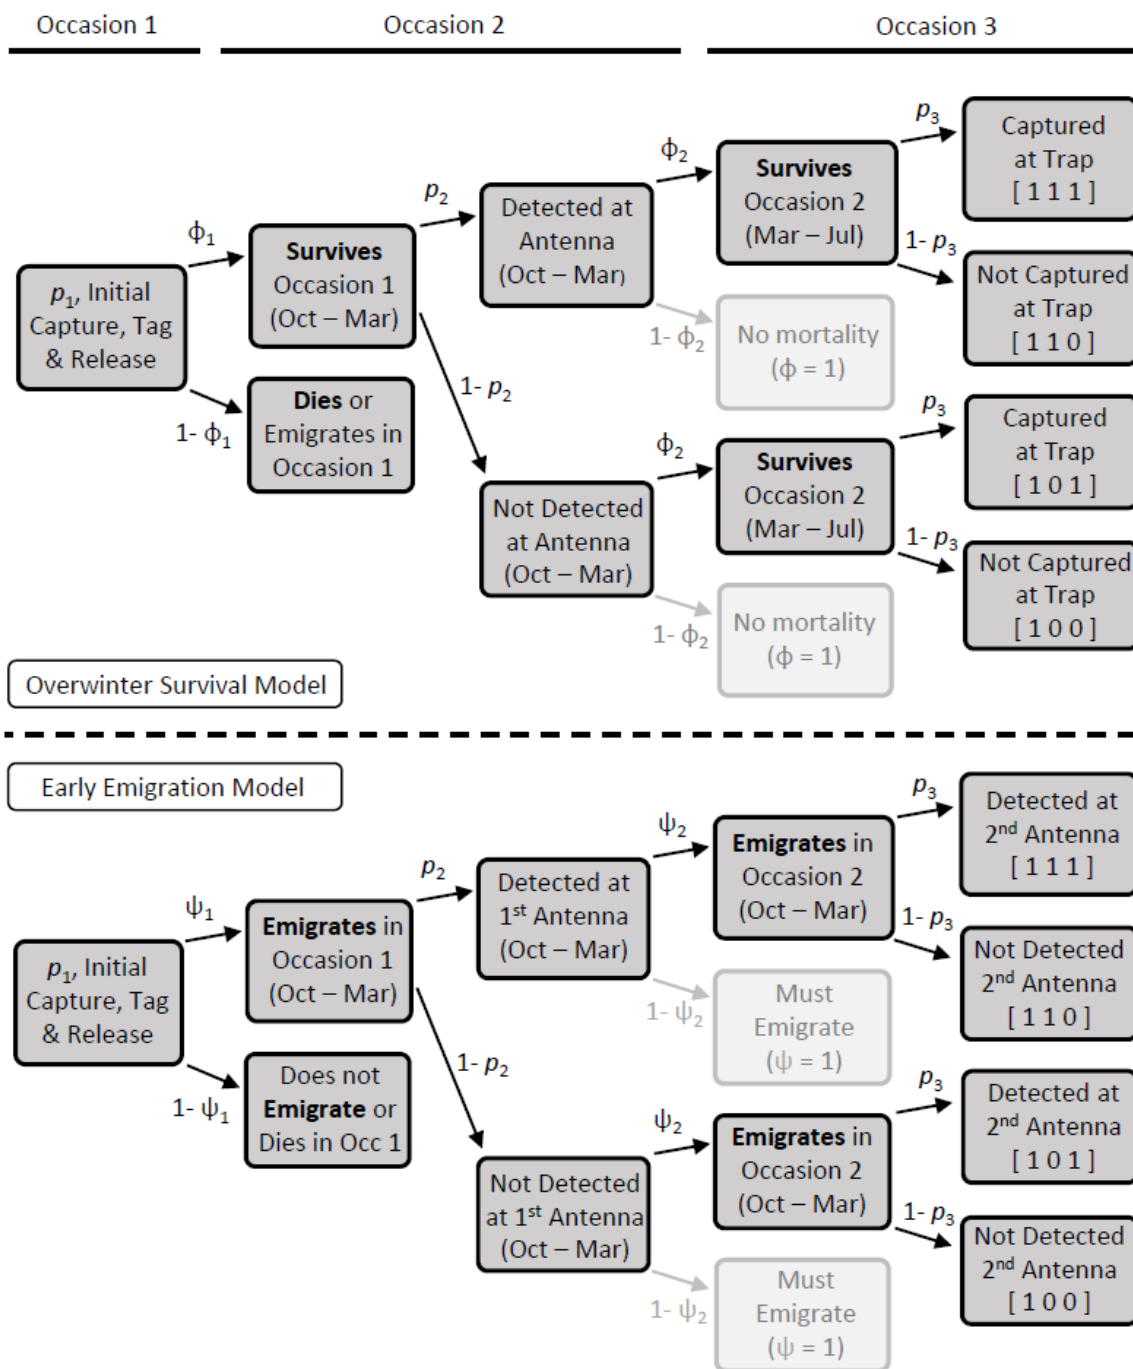 Occasion 1
Occasion 2
Occasion 3
p1, Initial
Capture, Tag
& Release
ϕ1
1- ϕ1
Survives
Occasion 1
(Oct – Mar)
Dies or
Emigrates in
Occasion 1
p2
1- p2
Detected at
Antenna
(Oct – Mar)
Not Detected
at Antenna
(Oct – Mar)
ϕ2
1- ϕ2
Survives
Occasion 2
(Mar – Jul)
No mortality
(ϕ = 1)
ϕ2
1- ϕ2
Survives
Occasion 2
(Mar – Jul)
No mortality
(ϕ = 1)
p3
1- p3
Captured
at Trap
[ 1 1 1 ]
Not Captured
at Trap
[ 1 1 0 ]
p3
1- p3
Captured
at Trap
[ 1 0 1 ]
Not Captured
at Trap
[ 1 0 0 ]
Overwinter Survival Model
Early Emigration Model
p1, Initial
Capture, Tag
& Release
ψ1
1- ψ1
Emigrates in
Occasion 1
(Oct – Mar)
Does not
Emigrate or
Dies in Occ 1
p2
1- p2
Detected at
1st Antenna
(Oct – Mar)
Not Detected
at 1st Antenna
(Oct – Mar)
ψ2
1- ψ2
Emigrates in
Occasion 2
(Oct – Mar)
Must
Emigrate
(ψ = 1)
ψ2
1- ψ2
Emigrates in
Occasion 2
(Oct – Mar)
Must
Emigrate
(ψ = 1)
p3
1- p3
Detected at
2nd Antenna
[ 1 1 1 ]
Not Detected
2nd Antenna
[ 1 1 0 ]
p3
1- p3
Detected at
2nd Antenna
[ 1 0 1 ]
Not Detected
2nd Antenna
[ 1 0 0 ]